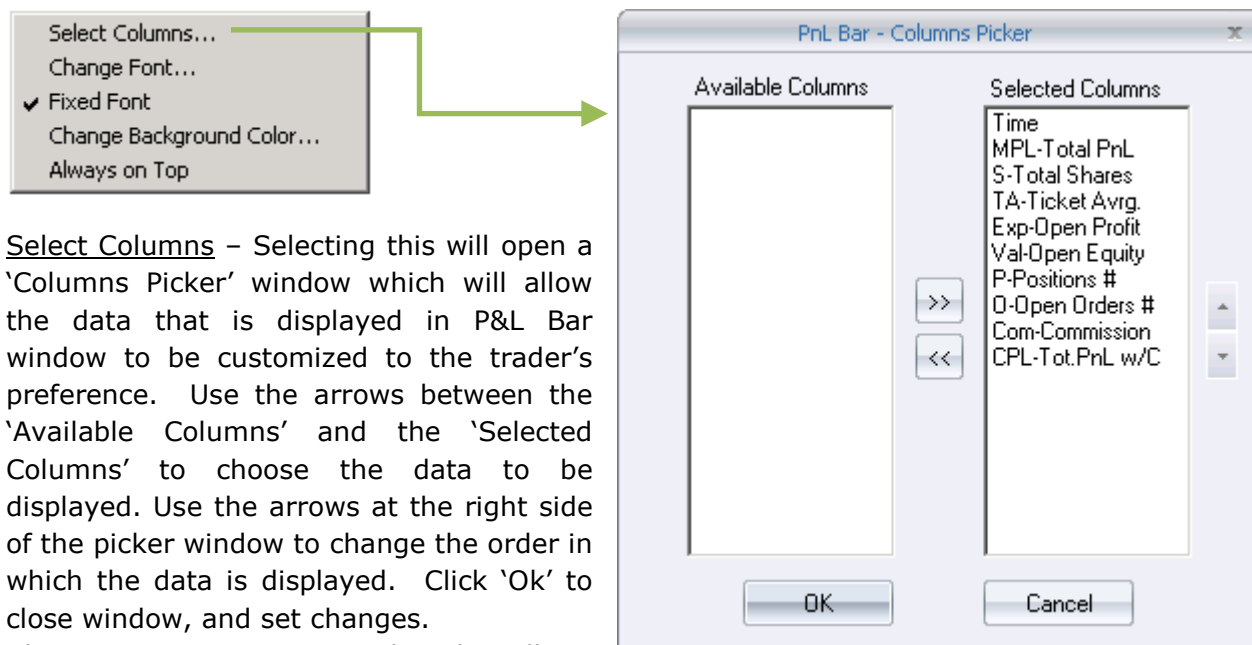 Select Columns...
Change Font...
Fixed Font
Change Background Color...
Always on Top
Select Columns – Selecting this will open a
‘Columns Picker’ window which will allow
the data that is displayed in P&L Bar
window to be customized to the trader’s
preference. Use the arrows between the
‘Available Columns’ and the ‘Selected
Columns’ to choose the data to be
displayed. Use the arrows at the right side
of the picker window to change the order in
which the data is displayed. Click ‘Ok’ to
close window, and set changes.
PnL Bar - Columns Picker
x
Available Columns
Selected Columns
Time
MPL-Total PnL
S-Total Shares
TA-Ticket Avrg.
Exp-Open Profit
Val-Open Equity
P-Positions #
O-Open Orders #
Com-Commission
CPL-Tot.PnL w/C
>>
<<
OK
Cancel